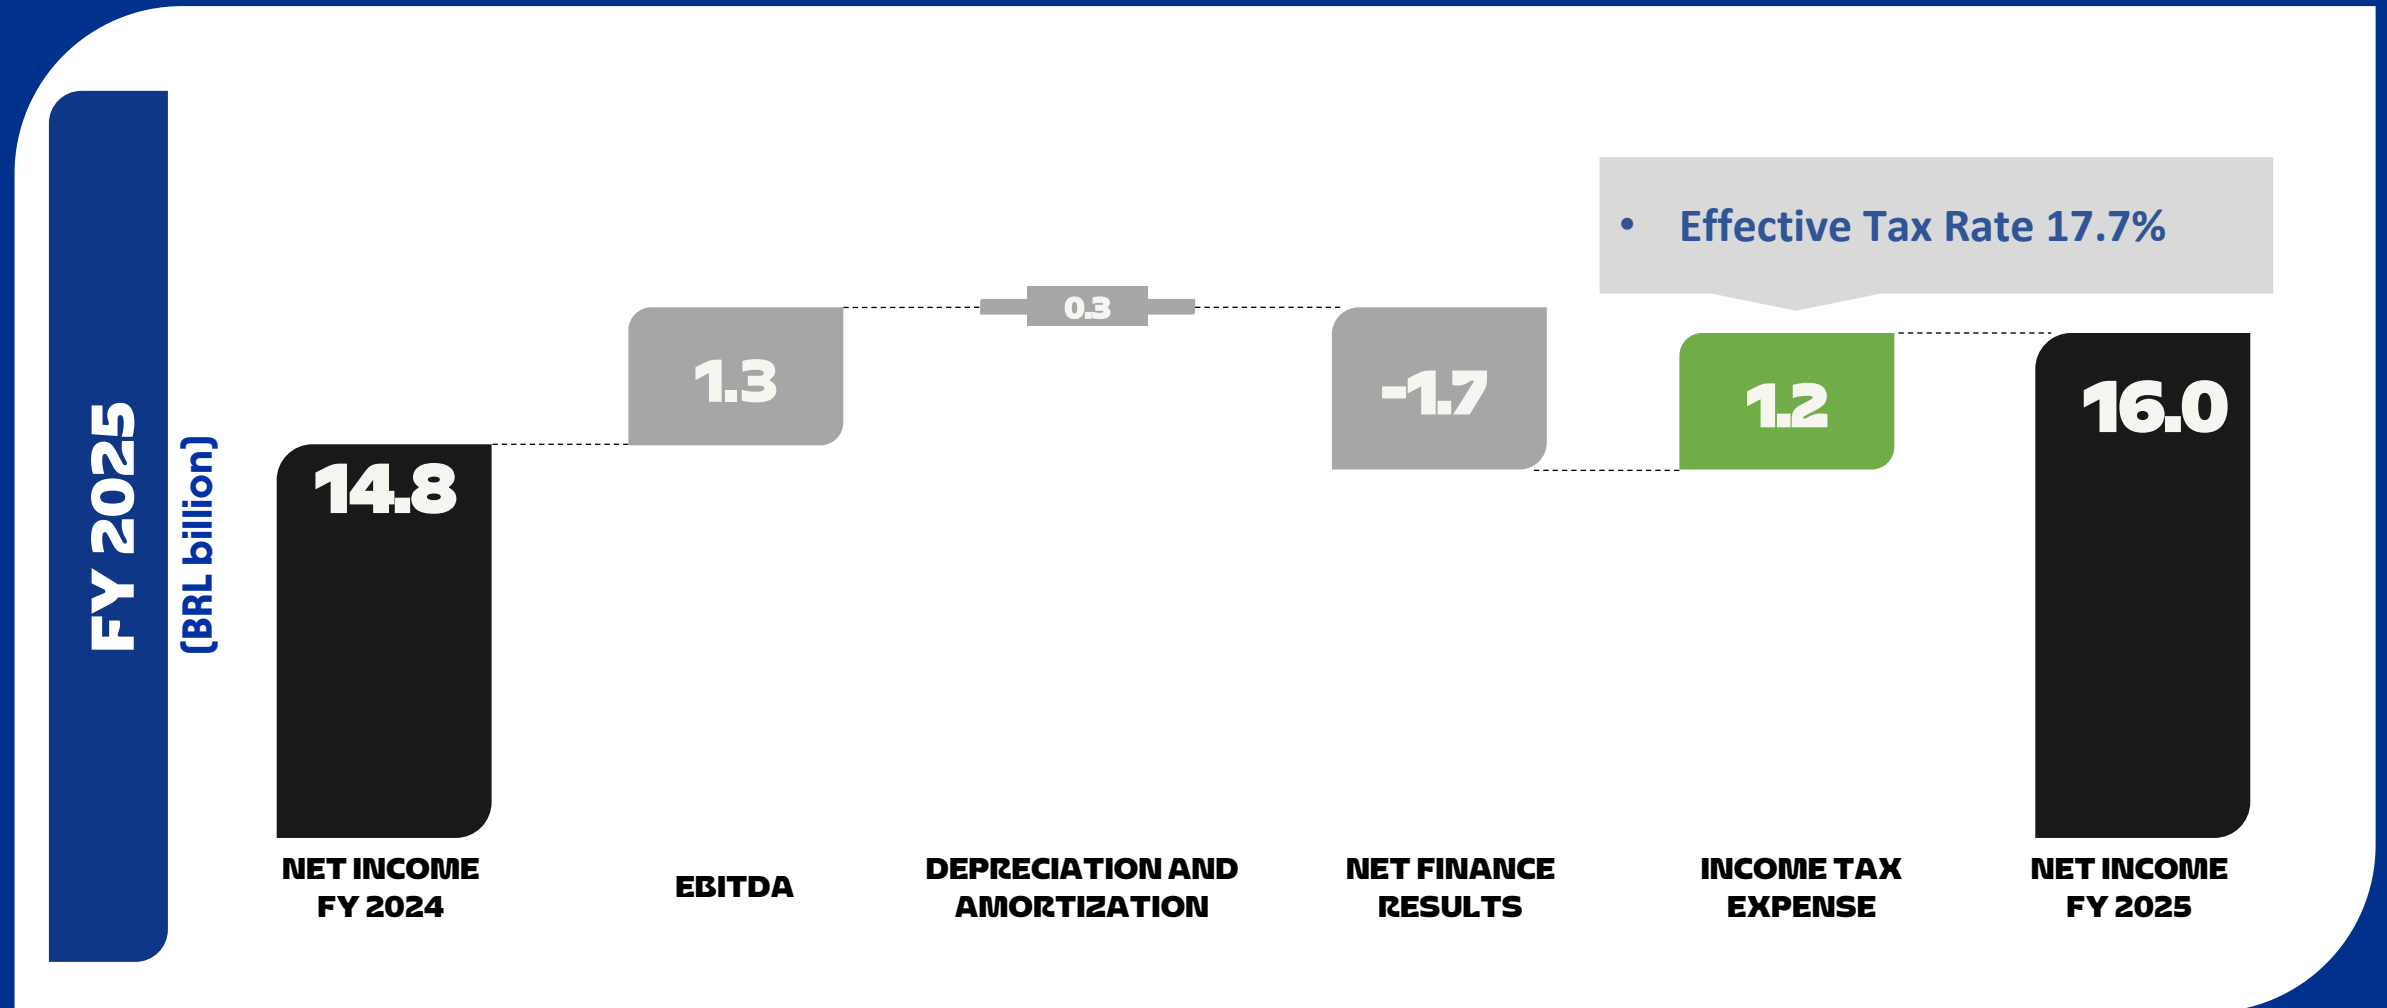 FY 2025
(BRL billion)
• Effective Tax Rate 17.7%
14.8
1.3
0.3
-1.7
1.2
16.0
NET INCOME
FY 2024
EBITDA
DEPRECIATION AND
AMORTIZATION
NET FINANCE
RESULTS
INCOME TAX
EXPENSE
NET INCOME
FY 2025